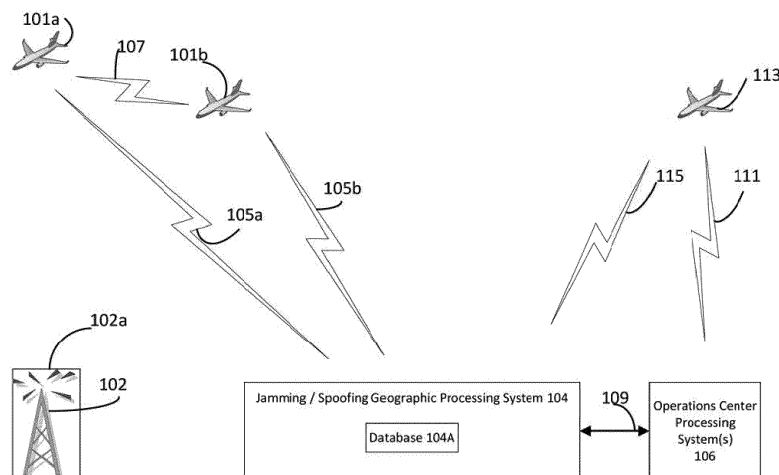 101a
107
101b
113
105b
115
111
105a
102a
102
Jamming / Spoofing Geographic Processing System 104
Database 104A
109
Operations Center
Processing
System(s)
106